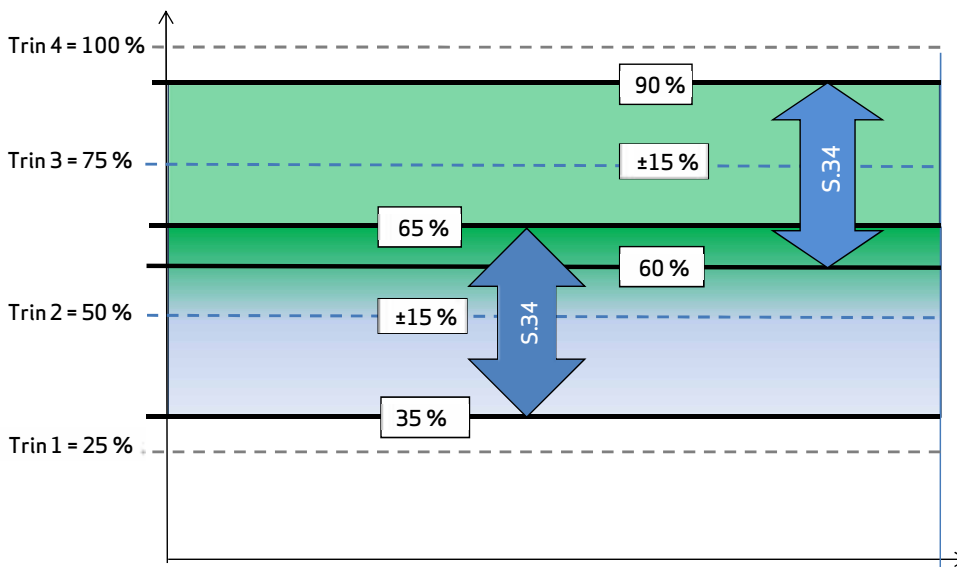 Trin 4 = 100 %
90 %
Trin 3 = 75 %
±15 %
S.34
65 %
60 %
Trin 2 = 50 %
±15 %
S.34
35 %
Trin 1 = 25 %